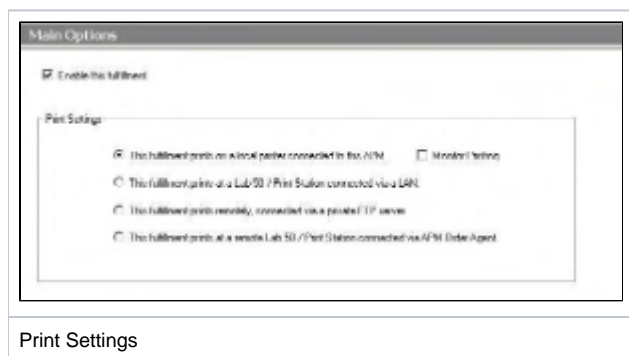 Main Options
Enable this fulfillment
Print Settings
This fulfillment prints on a local printer connected to this APM. Monitor Printing
This fulfillment prints at a Lab 50 / Print Station connected via a LAN.
This fulfillment prints remotely, connected via a private FTP server.
This fulfillment prints at a remote Lab 50 / Print Station connected via APM Order Agent.
Print Settings